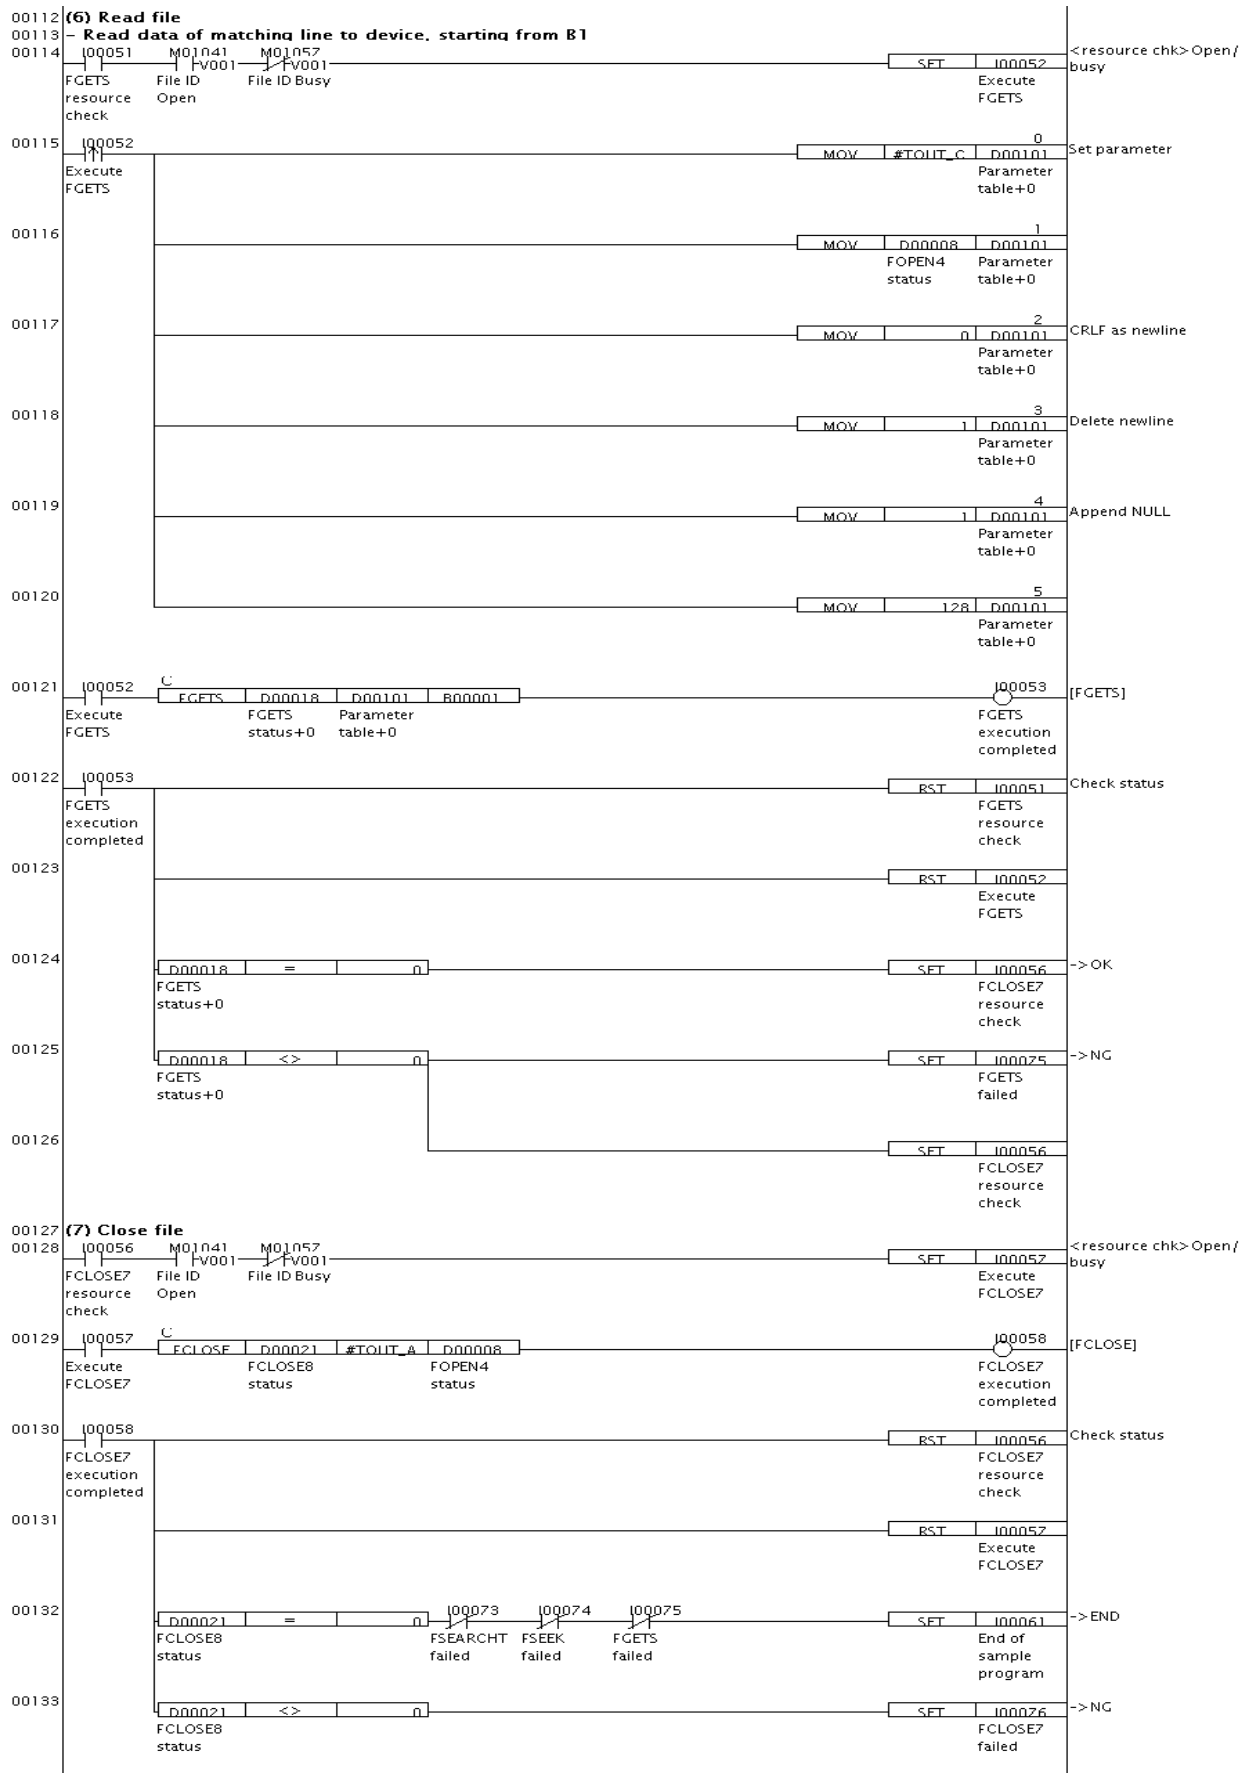 00112 (6) Read file
00113 - Read data of matching line to device, starting from B1
00114 I00051 M01041 V001 M01057 V001 SET I00052 <resource chk> Open/
FGETS File ID File ID Busy Execute busy
resource Open FGETS
check
00115 I00052 0
MOV #TOUT_C D00101 Set parameter
Execute Parameter
FGETS table+0
00116 1
MOV D00008 D00101
FOPEN4 Parameter
status table+0
00117 2
MOV 0 D00101 CRLF as newline
Parameter
table+0
00118 3
MOV 1 D00101 Delete newline
Parameter
table+0
00119 4
MOV 1 D00101 Append NULL
Parameter
table+0
00120 5
MOV 128 D00101
Parameter
table+0
00121 I00052 C I00053 [FGETS]
FGETS D00018 D00101 B00001
Execute FGETS Parameter FGETS
FGETS status+0 table+0 execution
completed
00122 I00053 RST I00051 Check status
FGETS FGETS
execution resource
completed check
00123 RST I00052
Execute
FGETS
00124 D00018 = 0 SET I00056 ->OK
FGETS FCLOSE7
status+0 resource
check
00125 D00018 <> 0 SET I00075 ->NG
FGETS FGETS
status+0 failed
00126 SET I00056
FCLOSE7
resource
check
00127 (7) Close file
00128 I00056 M01041 V001 M01057 V001 SET I00057 <resource chk> Open/
FCLOSE7 File ID File ID Busy Execute busy
resource Open FCLOSE7
check
00129 I00057 C I00058 [FCLOSE]
FCLOSE D00021 #TOUT_A D00008
Execute FCLOSE8 FOPEN4 FCLOSE7
FCLOSE7 status status execution
completed
00130 I00058 RST I00056 Check status
FCLOSE7 FCLOSE7
execution resource
completed check
00131 RST I00057
Execute
FCLOSE7
00132 D00021 = 0 I00073 I00074 I00075 SET I00061 ->END
FCLOSE8 FSEARCHT FSEEK FGETS End of
status failed failed failed sample
program
00133 D00021 <> 0 SET I00076 ->NG
FCLOSE8 FCLOSE7
status failed